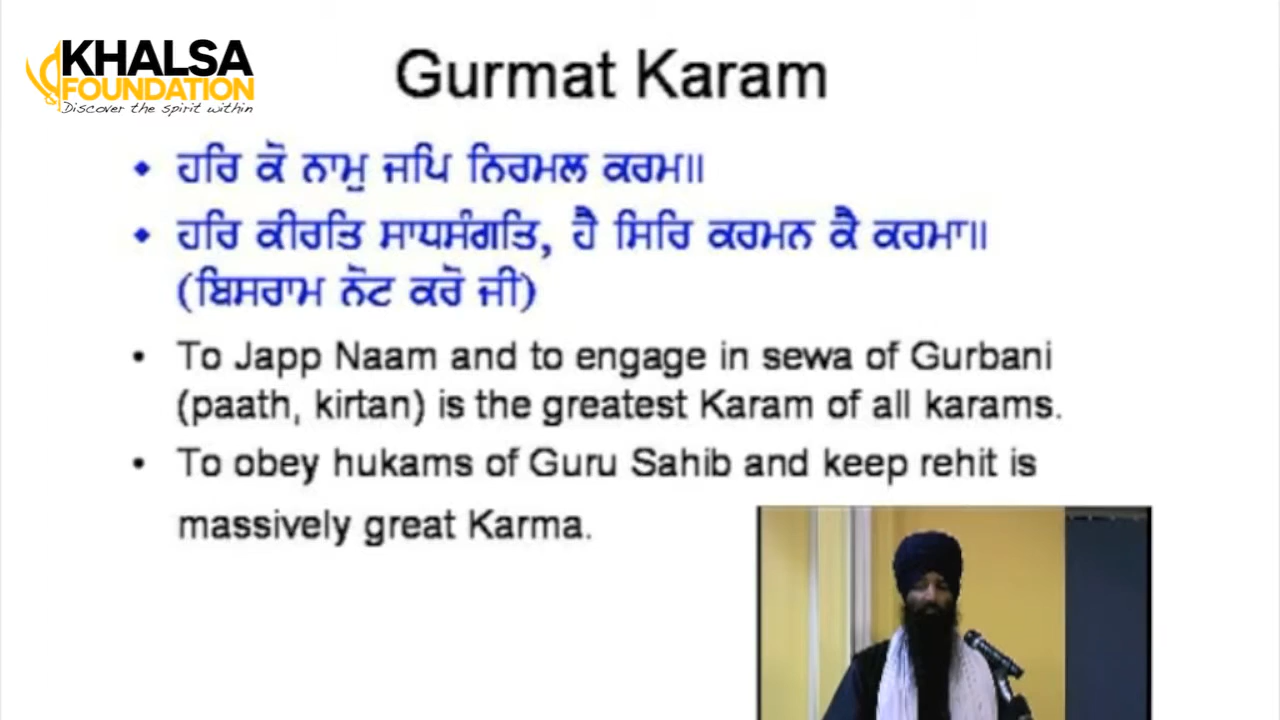 KHALSA
FOUNDATION
Discover the spirit within
Gurmat Karam
• ਹਰਿ ਕੋ ਨਾਮੁ ਜਪਿ ਨਿਰਮਲ ਕਰਮ॥
• ਹਰਿ ਕੀਰਤਿ ਸਾਧਸੰਗਤਿ, ਹੈ ਸਿਰਿ ਕਰਮਨ ਕੈ ਕਰਮਾ॥
(ਬਿਸਰਾਮ ਨੋਟ ਕਰੋ ਜੀ)
• To Japp Naam and to engage in sewa of Gurbani
(paath, kirtan) is the greatest Karam of all karams.
• To obey hukams of Guru Sahib and keep rehit is
massively great Karma.